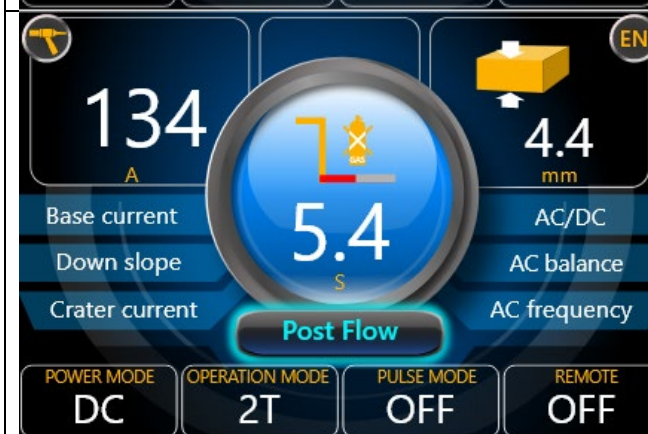 EN
134
A
4.4
mm
GAS
5.4
S
Base current
Down slope
Crater current
AC/DC
AC balance
AC frequency
Post Flow
POWER MODE
DC
OPERATION MODE
2T
PULSE MODE
OFF
REMOTE
OFF